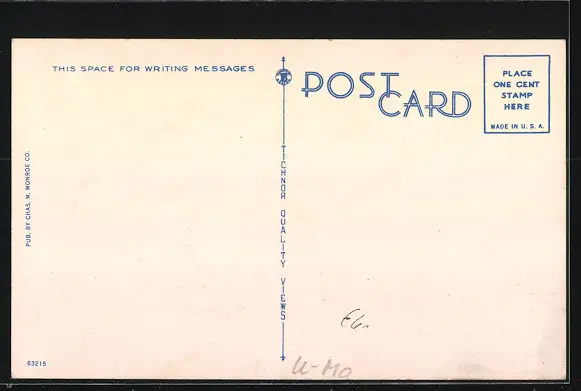 THIS SPACE FOR WRITING MESSAGES
POST CARD
PLACE
ONE CENT
STAMP
HERE
MADE IN U. S. A.
PUB. BY CHAS. N. MONROE CO.
TICHNOR QUALITY VIEWS
63215
U-MO